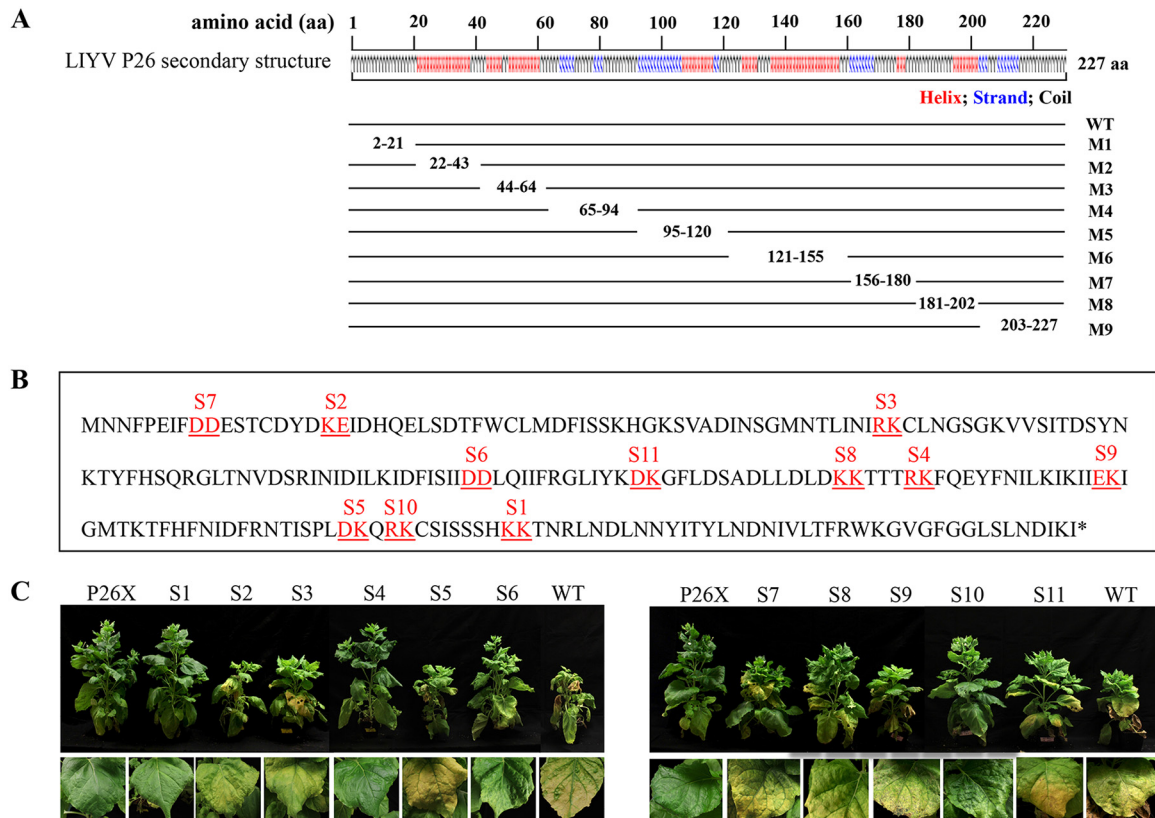 A
amino acid (aa) 1 20 40 60 80 100 120 140 160 180 200 220
LIYV P26 secondary structure 227 aa
Helix; Strand; Coil
WT
2-21 M1
22-43 M2
44-64 M3
65-94 M4
95-120 M5
121-155 M6
156-180 M7
181-202 M8
203-227 M9
B
S7 S2 S3
MNNFPEIFDDESTCDYDKEIDHQELSDTFWCLMDFISSKHGKSVADINSGMNTLINIRKCLNGSGKVVSITDSYN
S6 S11 S8 S4 S9
KTYFHSQRGLTNVDSRINIDILKIDFISIIDDLQIIFRGLIYKDKGFLDSADLLDLDKKTTTRKFQEYFNILKIKIIEKI
S5 S10 S1
GMTKTFHFNIDFRNTISPLDKQRKCSISSSHKKTNRLNDLNNYITYLNDNIVLTFRWKGVGFGGLSLNDIKI*
C
P26X S1 S2 S3 S4 S5 S6 WT P26X S7 S8 S9 S10 S11 WT